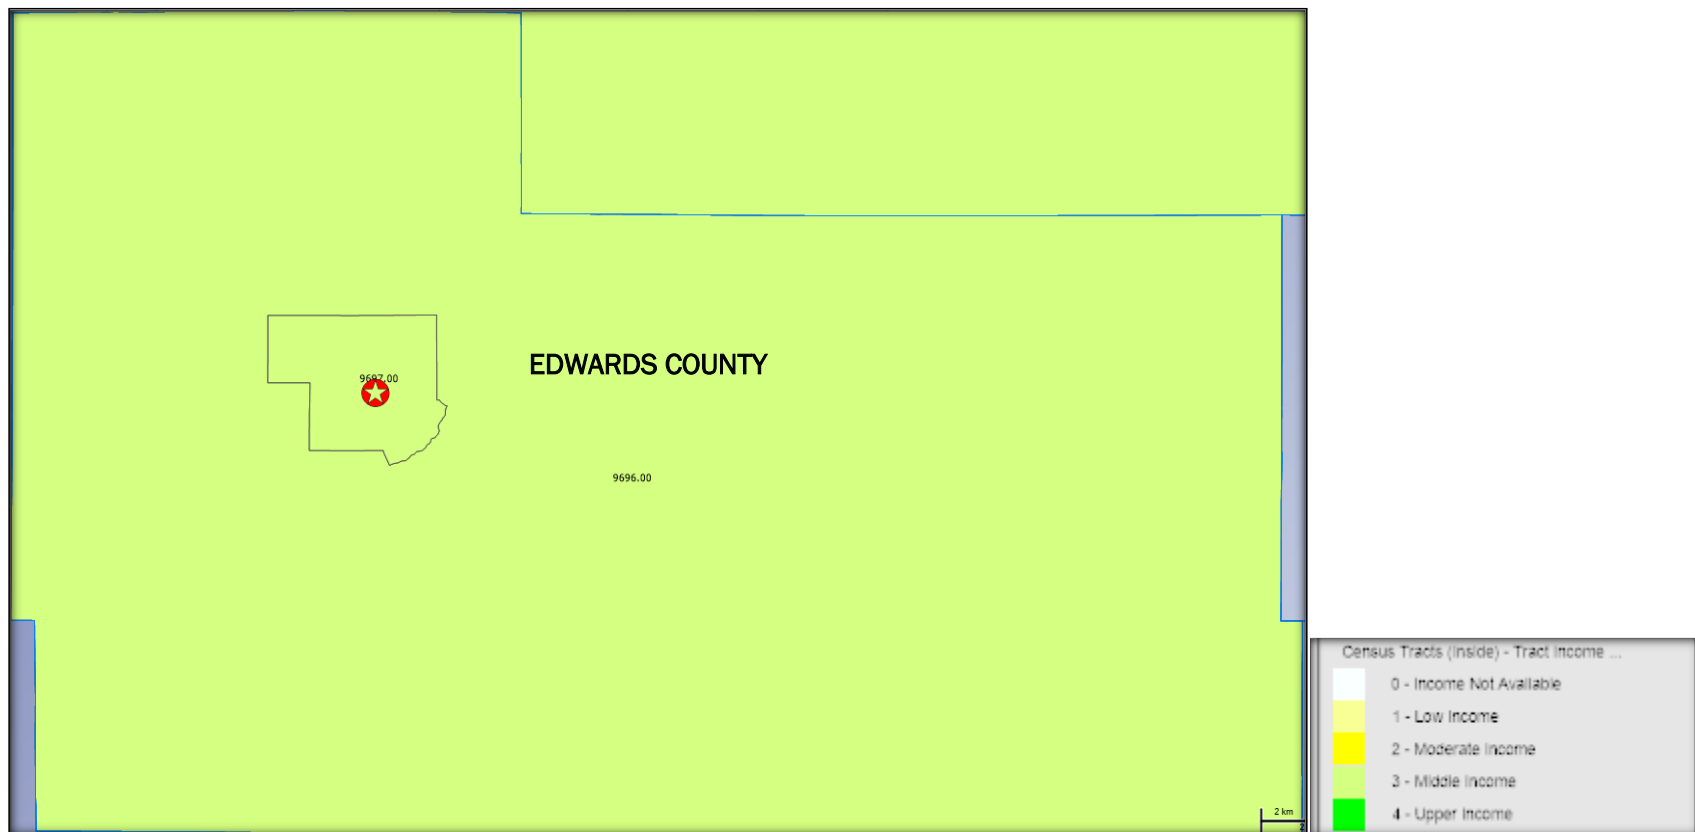 EDWARDS COUNTY
9697.00
9696.00
2 km
2
Census Tracts (Inside) - Tract Income ...
0 - Income Not Available
1 - Low Income
2 - Moderate Income
3 - Middle Income
4 - Upper Income